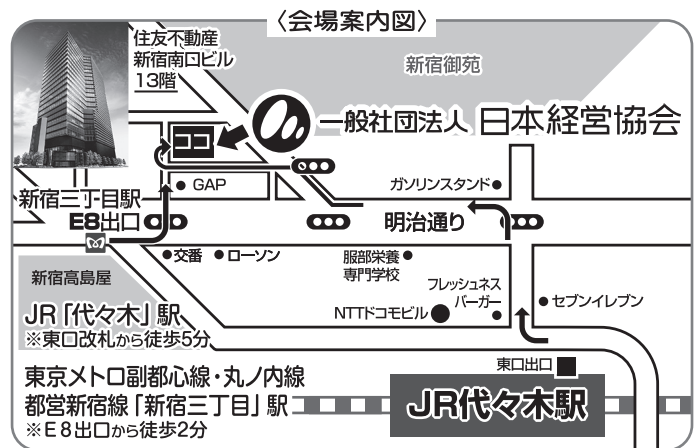 〈会場案内図〉
住友不動産
新宿南口ビル
13階
新宿御苑
一般社団法人 日本経営協会
ココ
GAP
ガソリンスタンド
新宿三丁目駅
E8出口
明治通り
交番
ローソン
服部栄養
専門学校
新宿高島屋
フレッシュネス
バーガー
NTTドコモビル
セブンイレブン
JR「代々木」駅
※東口改札から徒歩5分
東口出口
東京メトロ副都心線・丸ノ内線
都営新宿線「新宿三丁目」駅
※E8出口から徒歩2分
JR代々木駅